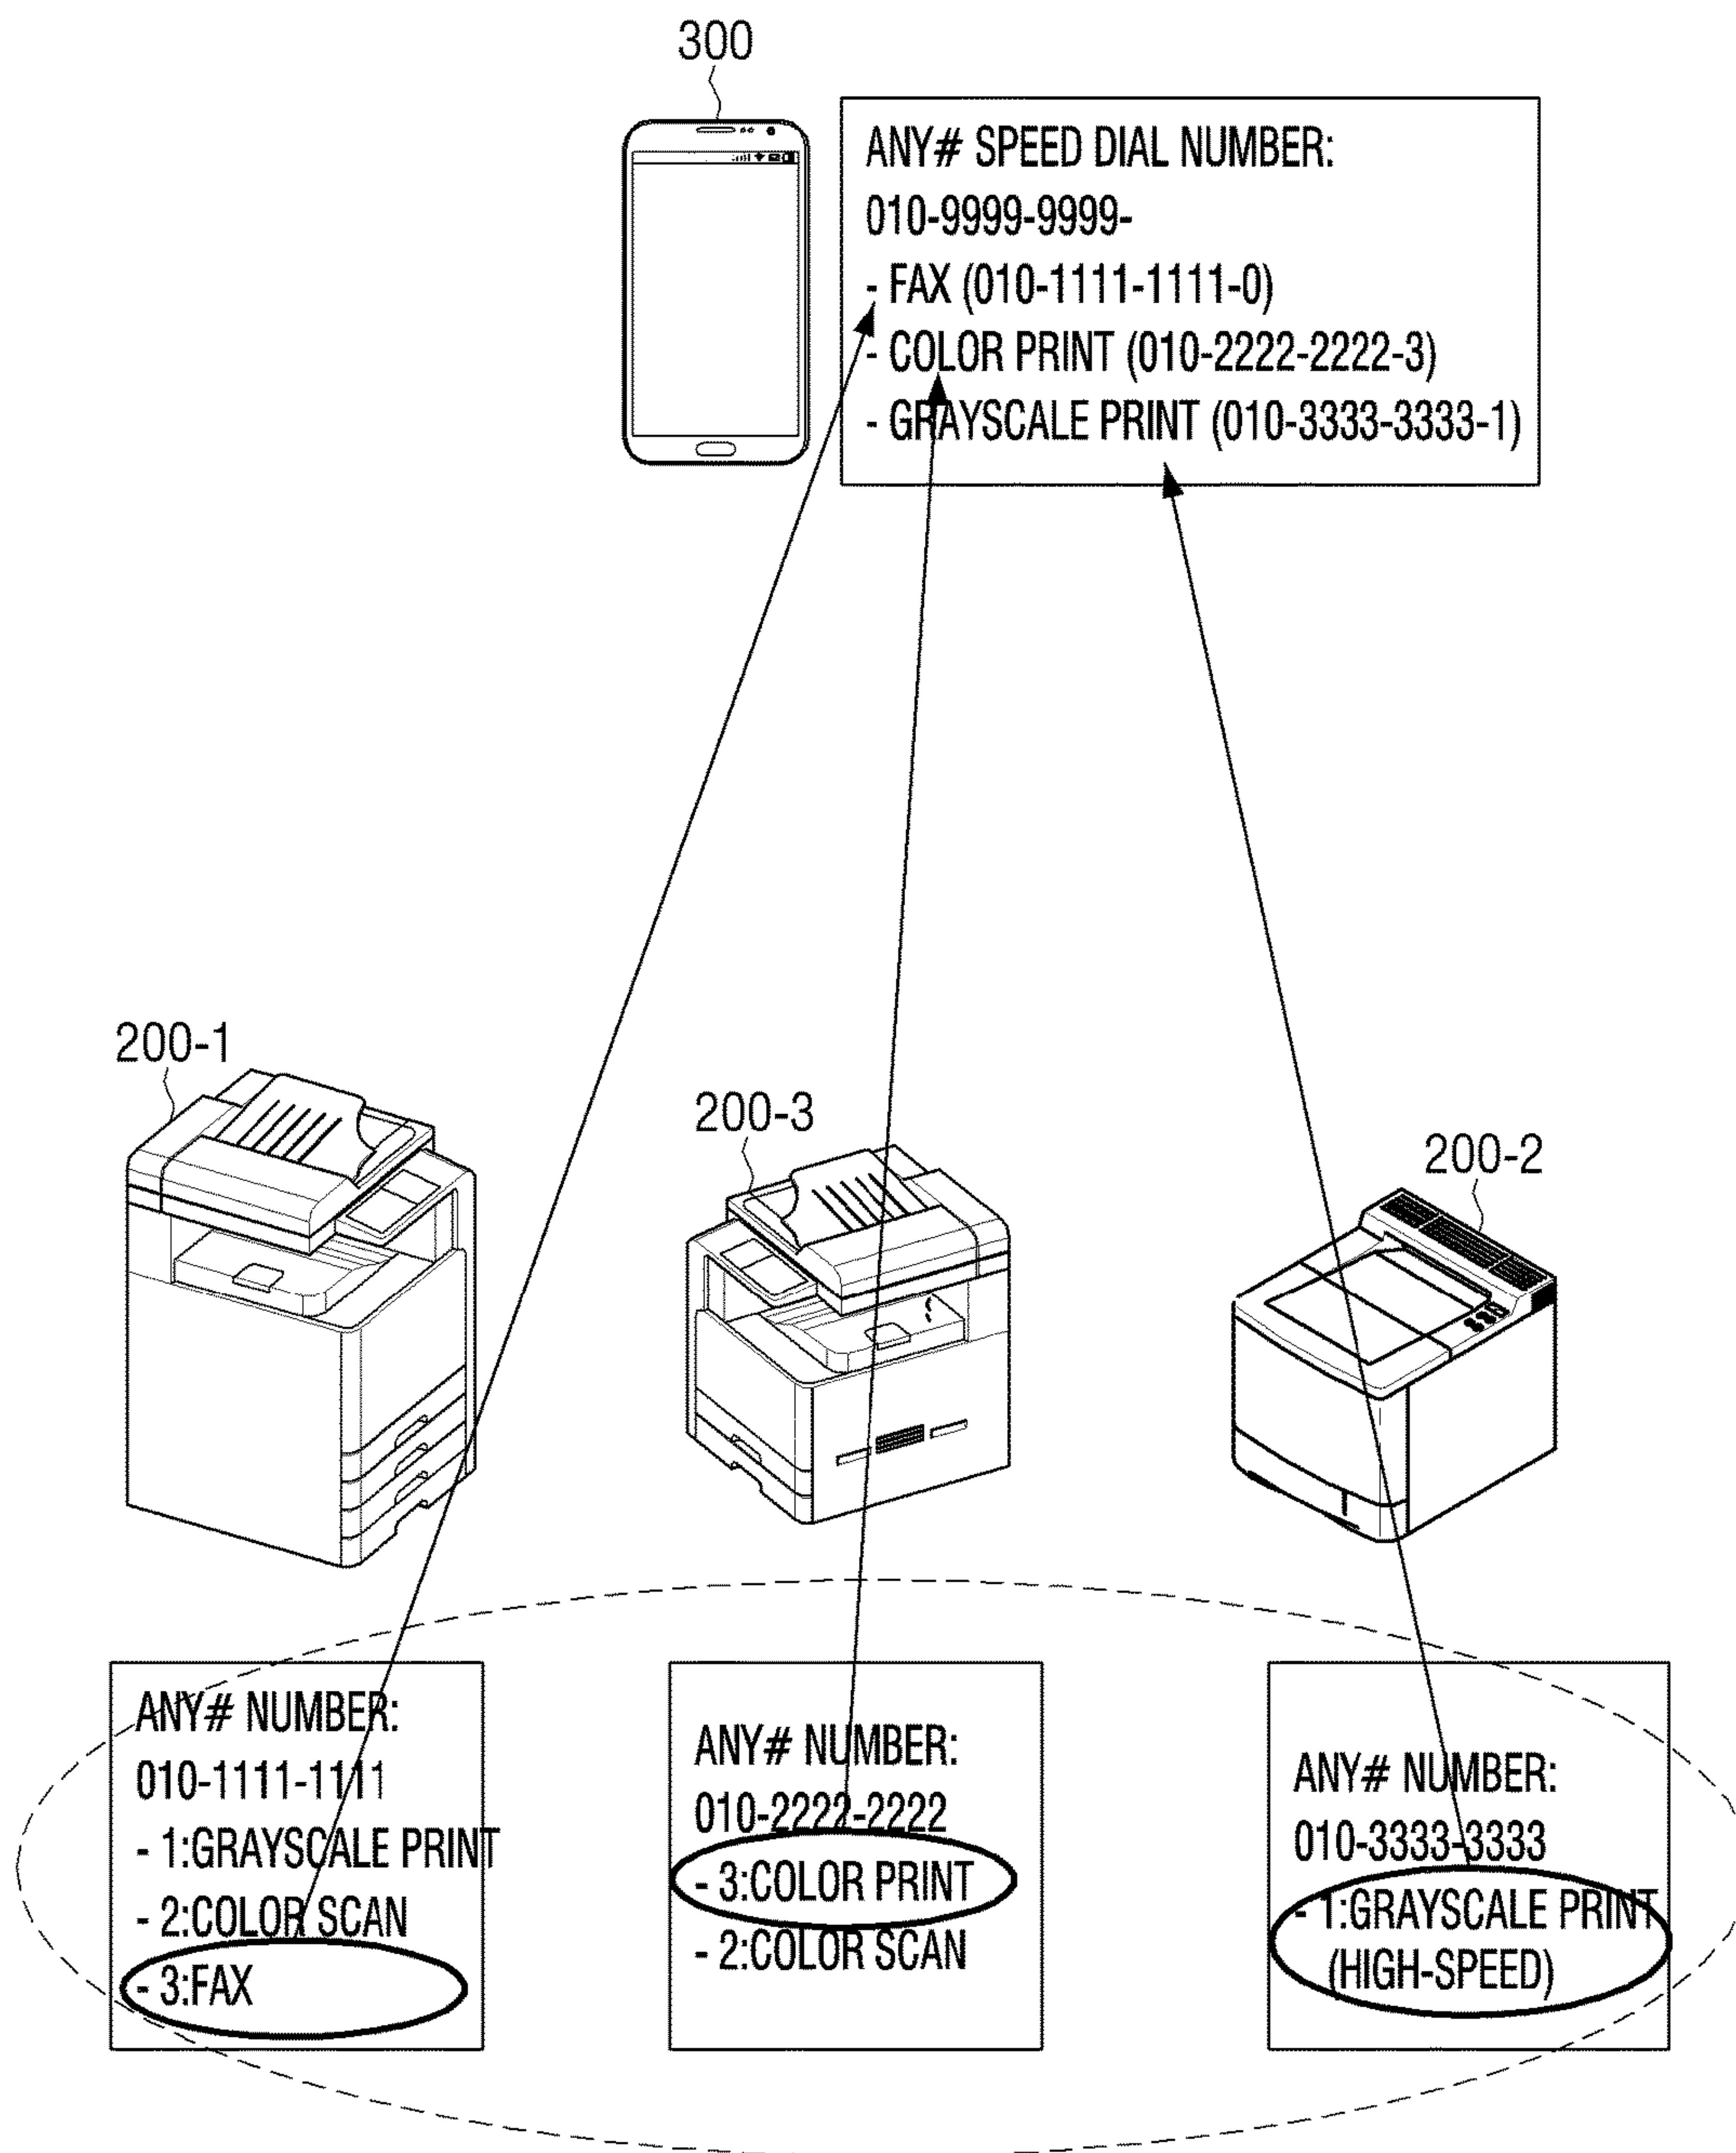 300
ANY# SPEED DIAL NUMBER:
010-9999-9999-
- FAX (010-1111-1111-0)
- COLOR PRINT (010-2222-2222-3)
- GRAYSCALE PRINT (010-3333-3333-1)
200-1
200-3
200-2
ANY# NUMBER:
010-1111-1111
- 1:GRAYSCALE PRINT
- 2:COLOR SCAN
- 3:FAX
ANY# NUMBER:
010-2222-2222
- 3:COLOR PRINT
- 2:COLOR SCAN
ANY# NUMBER:
010-3333-3333
- 1:GRAYSCALE PRINT
(HIGH-SPEED)